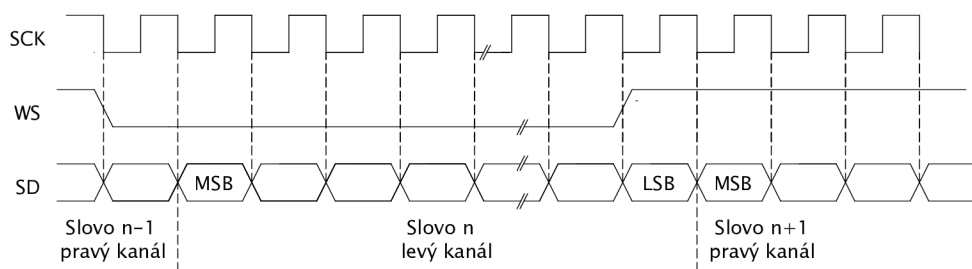 SCK
WS
SD
MSB
LSB
MSB
Slovo n-1
pravý kanál
Slovo n
levý kanál
Slovo n+1
pravý kanál